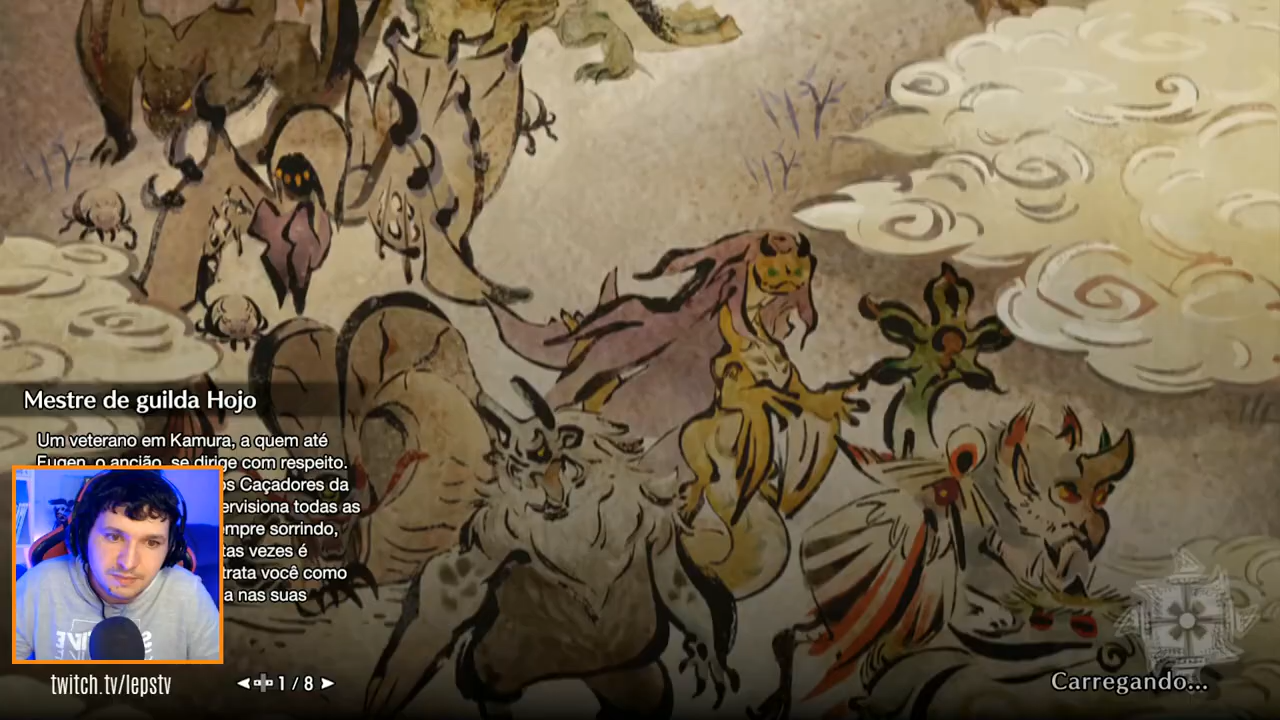 Mestre de guilda Hojo
Um veterano em Kamura, a quem até
Eugen, o ancião, se dirige com respeito.
os Caçadores da
ervisiona todas as
empre sorrindo,
tas vezes é
trata você como
a nas suas
twitch.tv/lepstv
1 / 8
Carregando...